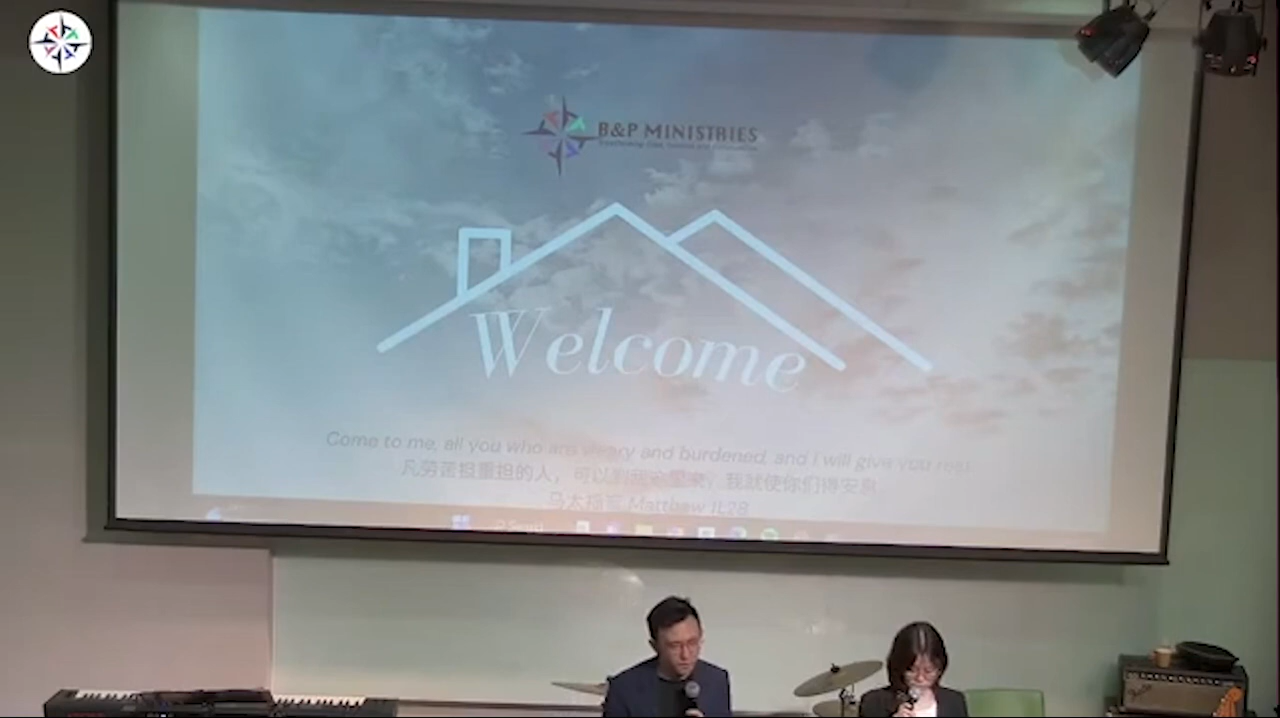 B&P MINISTRIES
Welcome
Come to me, all you who are weary and burdened, and I will give you rest
凡劳苦担重担的人，可以到我这里来，我就使你们得安息
马太福音 Matthew 11:28
Fender